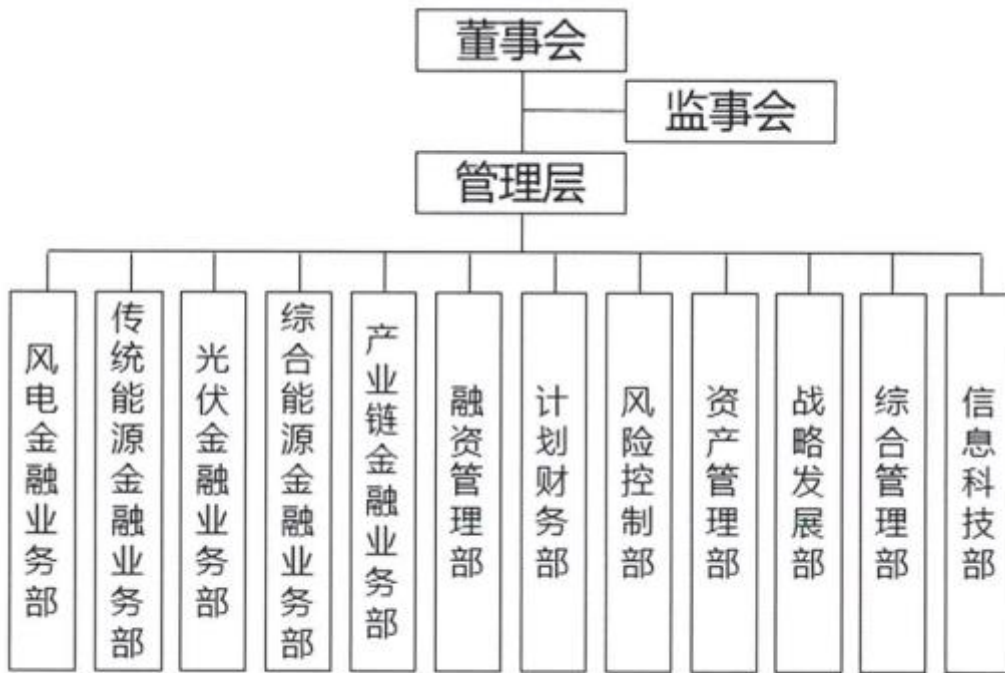 董事会
监事会
管理层
风电金融业务部
传统能源金融业务部
光伏金融业务部
综合能源金融业务部
产业链金融业务部
融资管理部
计划财务部
风险控制部
资产管理部
战略发展部
综合管理部
信息科技部